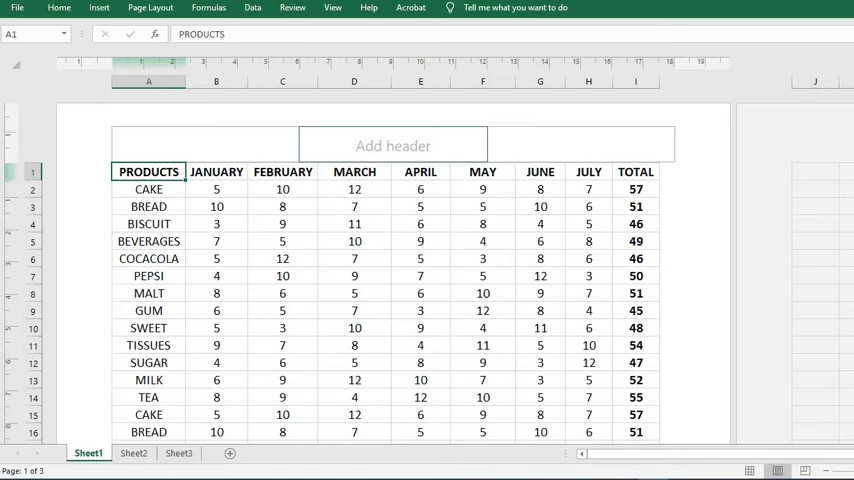 File Home Insert Page Layout Formulas Data Review View Help Acrobat Tell me what you want to do
A1 fx PRODUCTS
A B C D E F G H I J
Add header
1 PRODUCTS JANUARY FEBRUARY MARCH APRIL MAY JUNE JULY TOTAL
2 CAKE 5 10 12 6 9 8 7 57
3 BREAD 10 8 7 5 5 10 6 51
4 BISCUIT 3 9 11 6 8 4 5 46
5 BEVERAGES 7 5 10 9 4 6 8 49
6 COCACOLA 5 12 7 5 3 8 6 46
7 PEPSI 4 10 9 7 5 12 3 50
8 MALT 8 6 5 6 10 9 7 51
9 GUM 6 5 7 3 12 8 4 45
10 SWEET 5 3 10 9 4 11 6 48
11 TISSUES 9 7 8 4 11 5 10 54
12 SUGAR 4 6 5 8 9 3 12 47
13 MILK 6 9 12 10 7 3 5 52
14 TEA 8 9 4 12 10 5 7 55
15 CAKE 5 10 12 6 9 8 7 57
16 BREAD 10 8 7 5 5 10 6 51
Sheet1 Sheet2 Sheet3
Page: 1 of 3